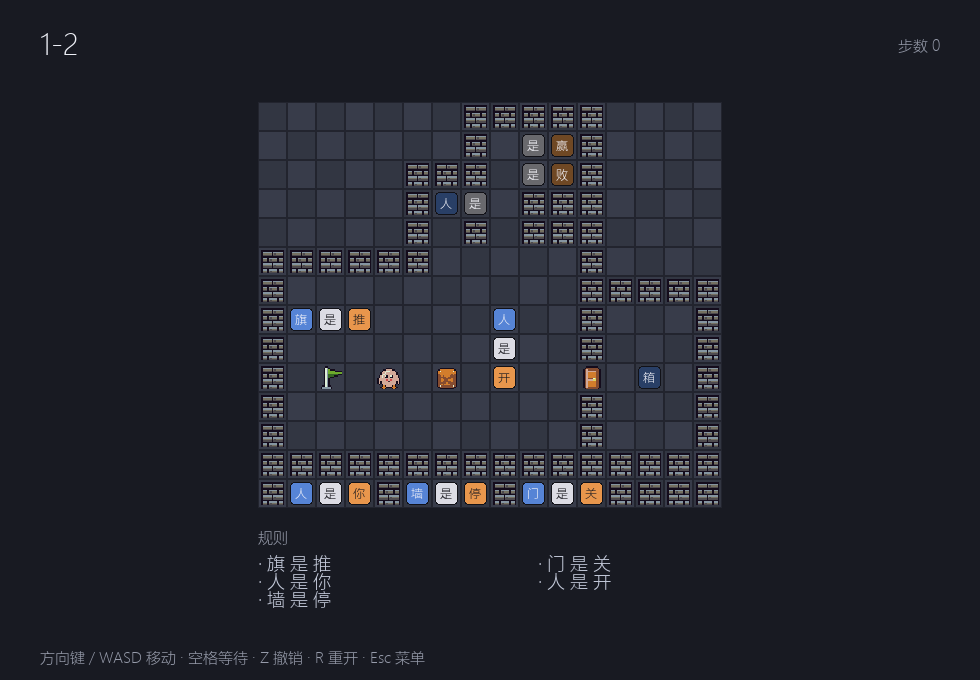 1-2
步数 0
是 赢
是 败
人 是
旗 是 推 人
是
开 箱
人 是 你 墙 是 停 门 是 关
规则
· 旗 是 推
· 人 是 你
· 墙 是 停
· 门 是 关
· 人 是 开
方向键 / WASD 移动 · 空格等待 · Z 撤销 · R 重开 · Esc 菜单